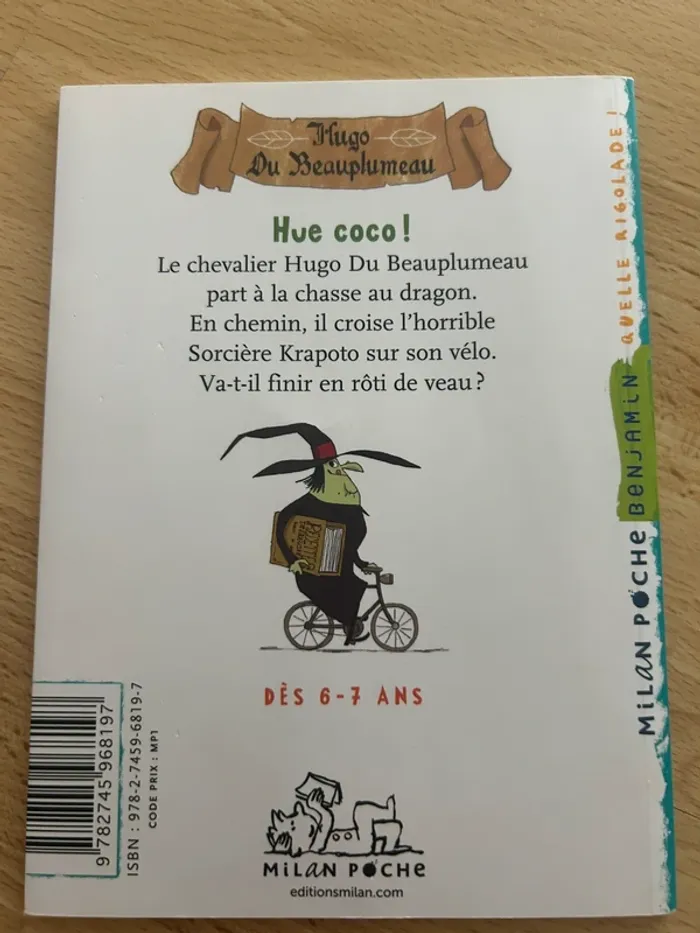 Hugo
Du Beauplumeau
Hue coco !
Le chevalier Hugo Du Beauplumeau
part à la chasse au dragon.
En chemin, il croise l'horrible
Sorcière Krapoto sur son vélo.
Va-t-il finir en rôti de veau ?
DÈS 6-7 ANS
MiLAN POCHe
editionsmilan.com
9 782745 968197
ISBN : 978-2-7459-6819-7
CODE PRIX : MP1
MiLAN POCHe BENJAMiN QUELLE RIGOLADE !